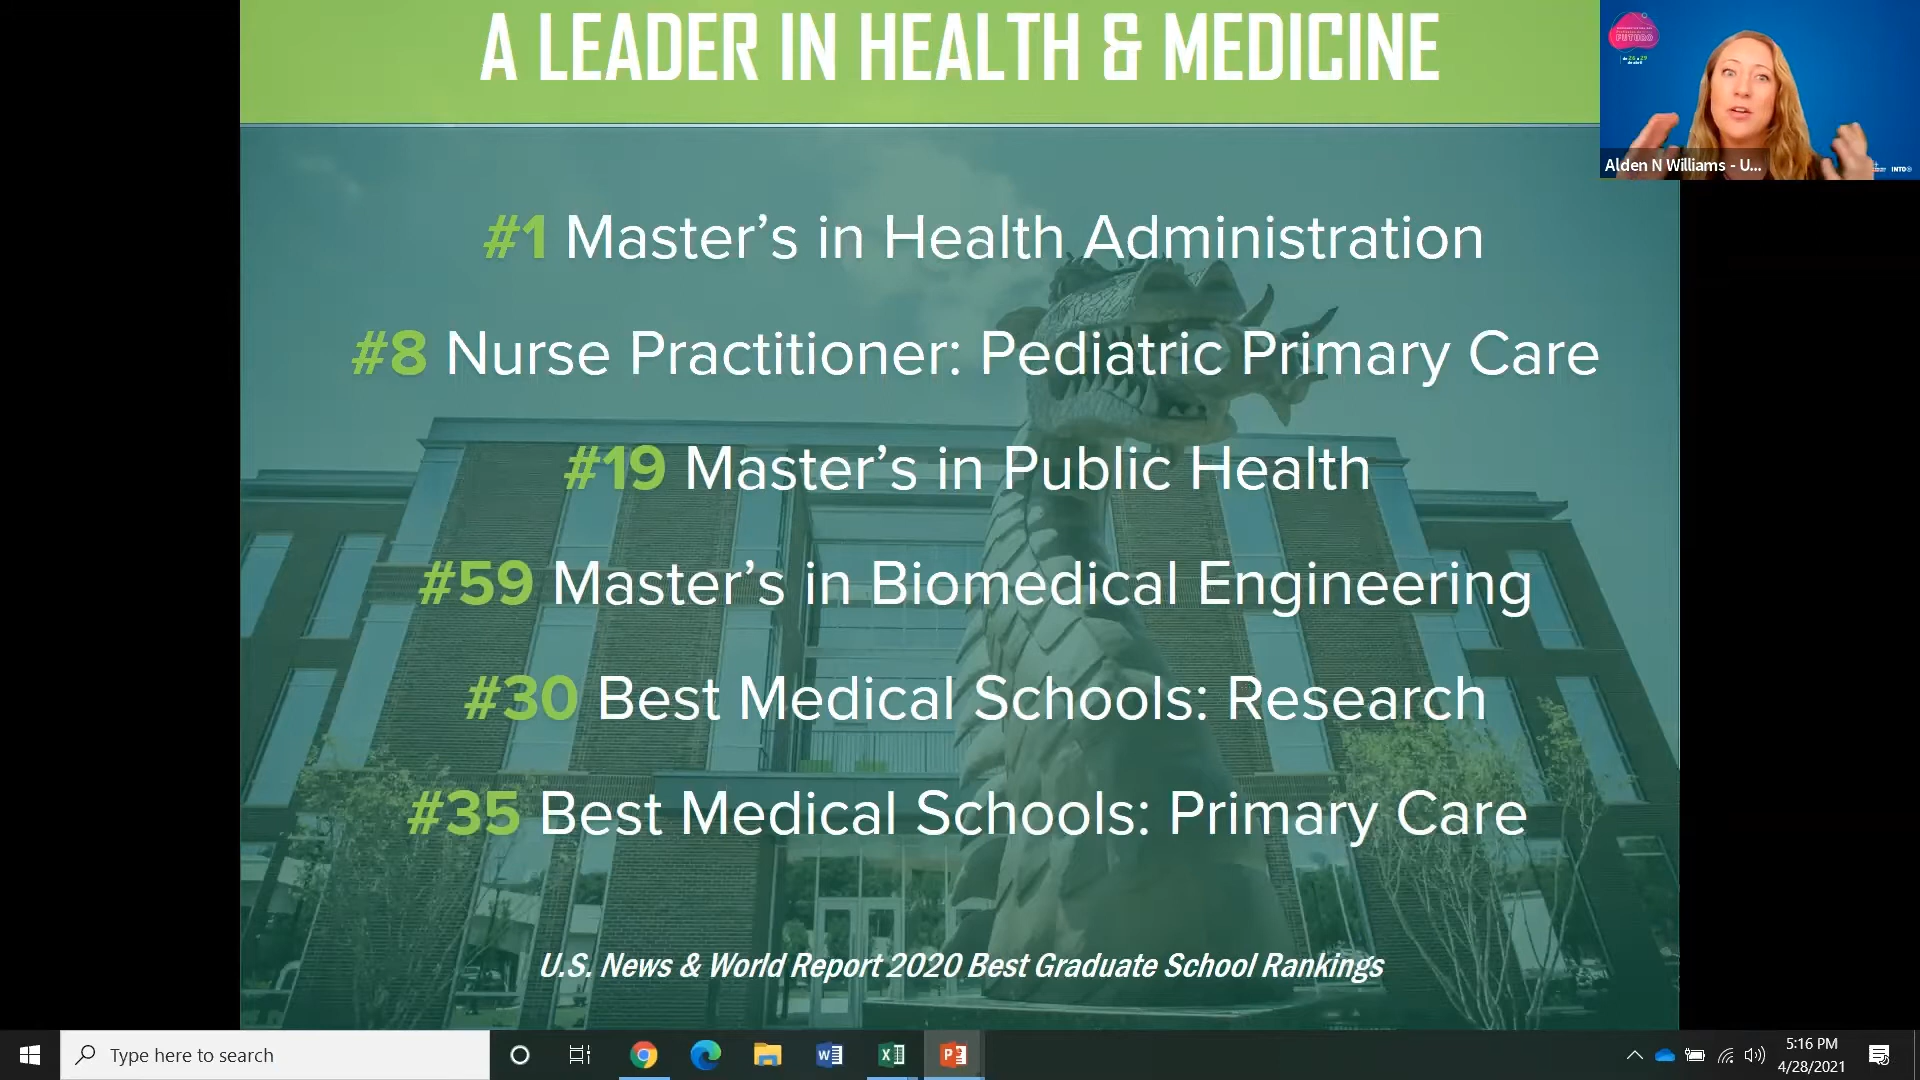 A LEADER IN HEALTH & MEDICINE
FUTURO
Alden N Williams - U...
INTO
#1 Master’s in Health Administration
#8 Nurse Practitioner: Pediatric Primary Care
#19 Master’s in Public Health
#59 Master’s in Biomedical Engineering
#30 Best Medical Schools: Research
#35 Best Medical Schools: Primary Care
U.S. News & World Report 2020 Best Graduate School Rankings
Type here to search
5:16 PM
4/28/2021